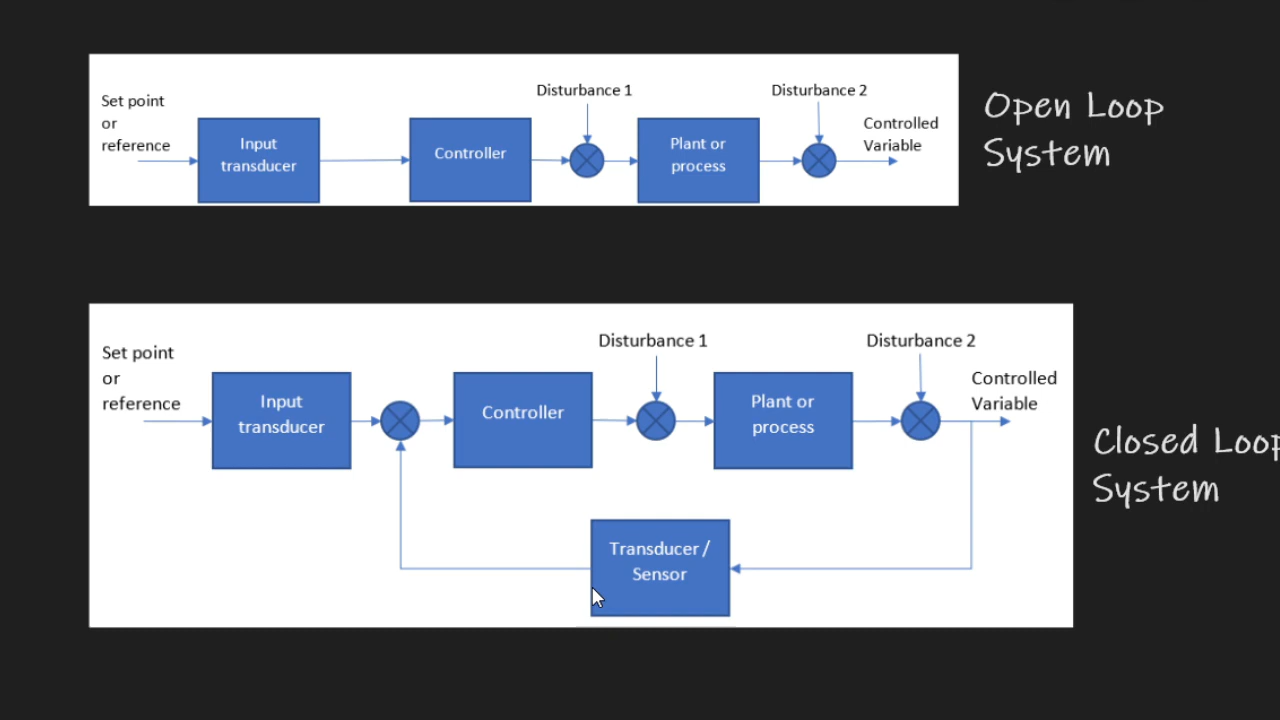 Disturbance 1
Disturbance 2
Set point
or
reference
Input
transducer
Controller
Plant or
process
Controlled
Variable
Open Loop
System
Disturbance 1
Disturbance 2
Set point
or
reference
Input
transducer
Controller
Plant or
process
Controlled
Variable
Transducer /
Sensor
Closed Loop
System